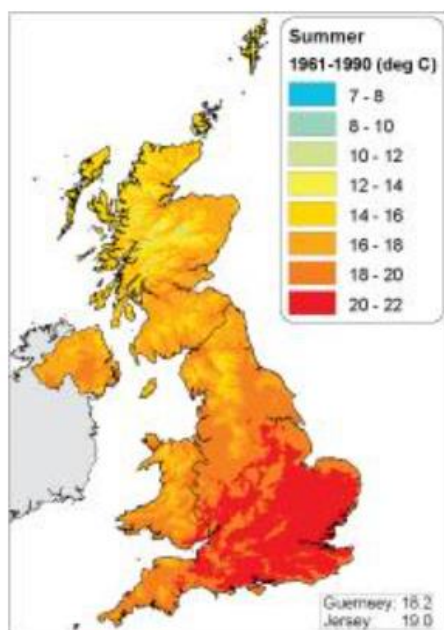 Summer
1961-1990 (deg C)
7 - 8
8 - 10
10 - 12
12 - 14
14 - 16
16 - 18
18 - 20
20 - 22
Guernsey: 18.2
Jersey: 19.0